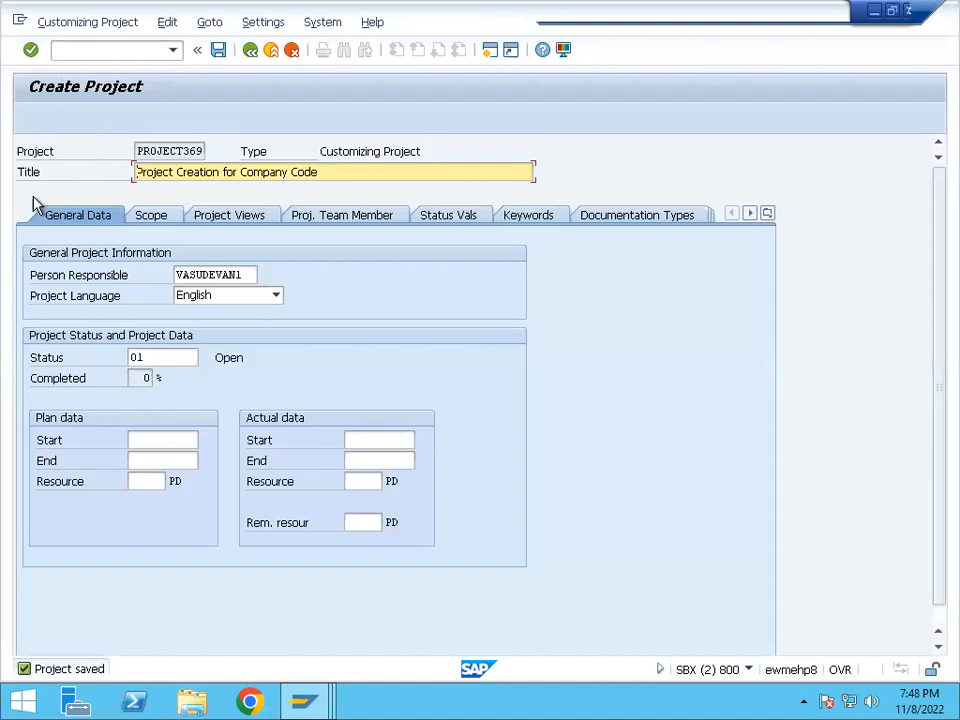 Customizing Project Edit Goto Settings System Help
Create Project
Project PROJECT369 Type Customizing Project
Title Project Creation for Company Code
General Data Scope Project Views Proj. Team Member Status Vals Keywords Documentation Types
General Project Information
Person Responsible VASUDEVAN1
Project Language English
Project Status and Project Data
Status 01 Open
Completed 0 %
Plan data Actual data
Start Start
End End
Resource PD Resource PD
Rem. resour PD
Project saved SAP SBX (2) 800 ewmehp8 OVR
7:48 PM
11/8/2022